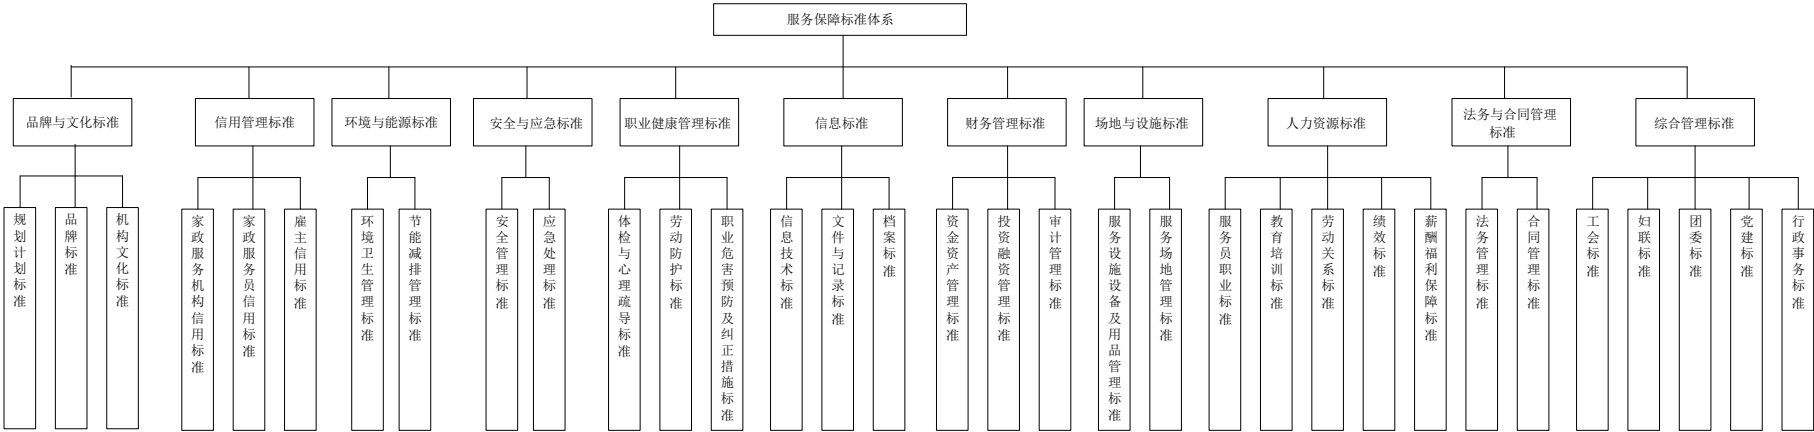 服务保障标准体系
品牌与文化标准
信用管理标准
环境与能源标准
安全与应急标准
职业健康管理标准
信息标准
财务管理标准
场地与设施标准
人力资源标准
法务与合同管理
标准
综合管理标准
规划计划标准
品牌标准
机构文化标准
家政服务机构信用标准
家政服务员信用标准
雇主信用标准
环境卫生管理标准
节能减排管理标准
安全管理标准
应急处理标准
体检与心理疏导标准
劳动防护标准
职业危害预防及纠正措施标准
信息技术标准
文件与记录标准
档案标准
资金资产管理标准
投资融资管理标准
审计管理标准
服务设施设备及用品管理标准
服务场地管理标准
服务员职业标准
教育培训标准
劳动关系标准
绩效标准
薪酬福利保障标准
法务管理标准
合同管理标准
工会标准
妇联标准
团委标准
党建标准
行政事务标准